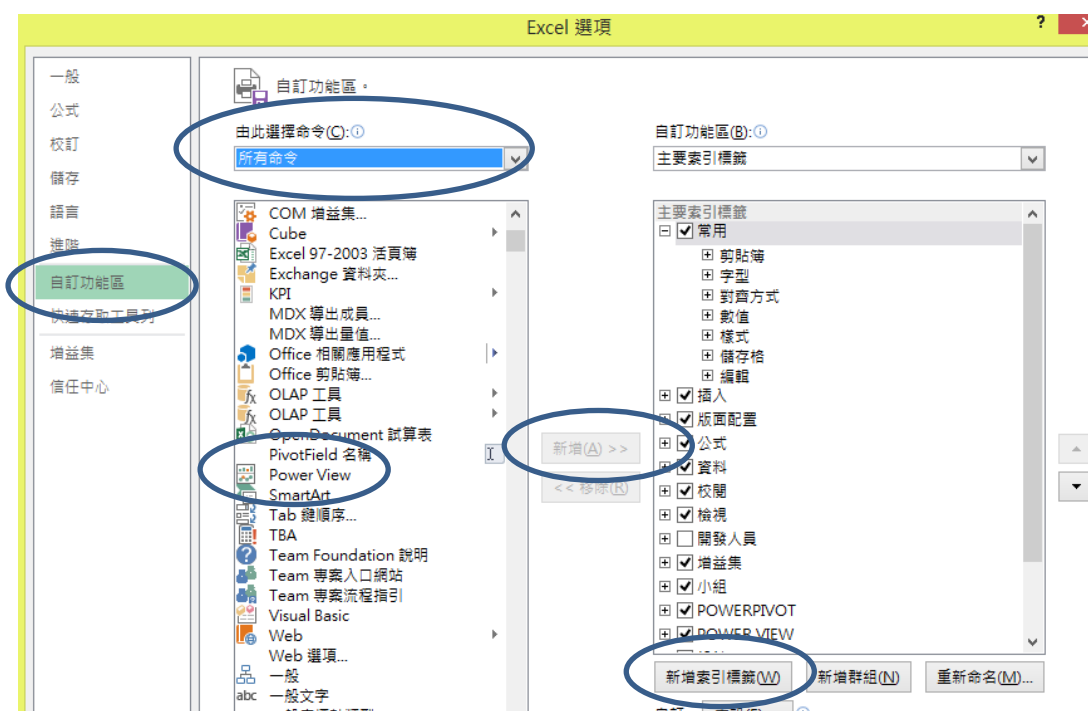 Excel 選項
?
一般
公式
校訂
儲存
語言
進階
自訂功能區
快速存取工具列
增益集
信任中心
自訂功能區。
由此選擇命令(C):
所有命令
COM 增益集...
Cube
Excel 97-2003 活頁簿
Exchange 資料夾...
KPI
MDX 導出成員...
MDX 導出量值...
Office 相關應用程式
Office 剪貼簿...
OLAP 工具
OLAP 工具
OpenDocument 試算表
PivotField 名稱
Power View
SmartArt
Tab 鍵順序...
TBA
Team Foundation 說明
Team 專案入口網站
Team 專案流程指引
Visual Basic
Web
Web 選項...
一般
abc 一般文字
新增(A) >>
<< 移除(R)
自訂功能區(B):
主要索引標籤
主要索引標籤
常用
剪貼簿
字型
對齊方式
數值
樣式
儲存格
編輯
插入
版面配置
公式
資料
校閱
檢視
開發人員
增益集
小組
POWERPIVOT
POWER VIEW
新增索引標籤(W)
新增群組(N)
重新命名(M)...